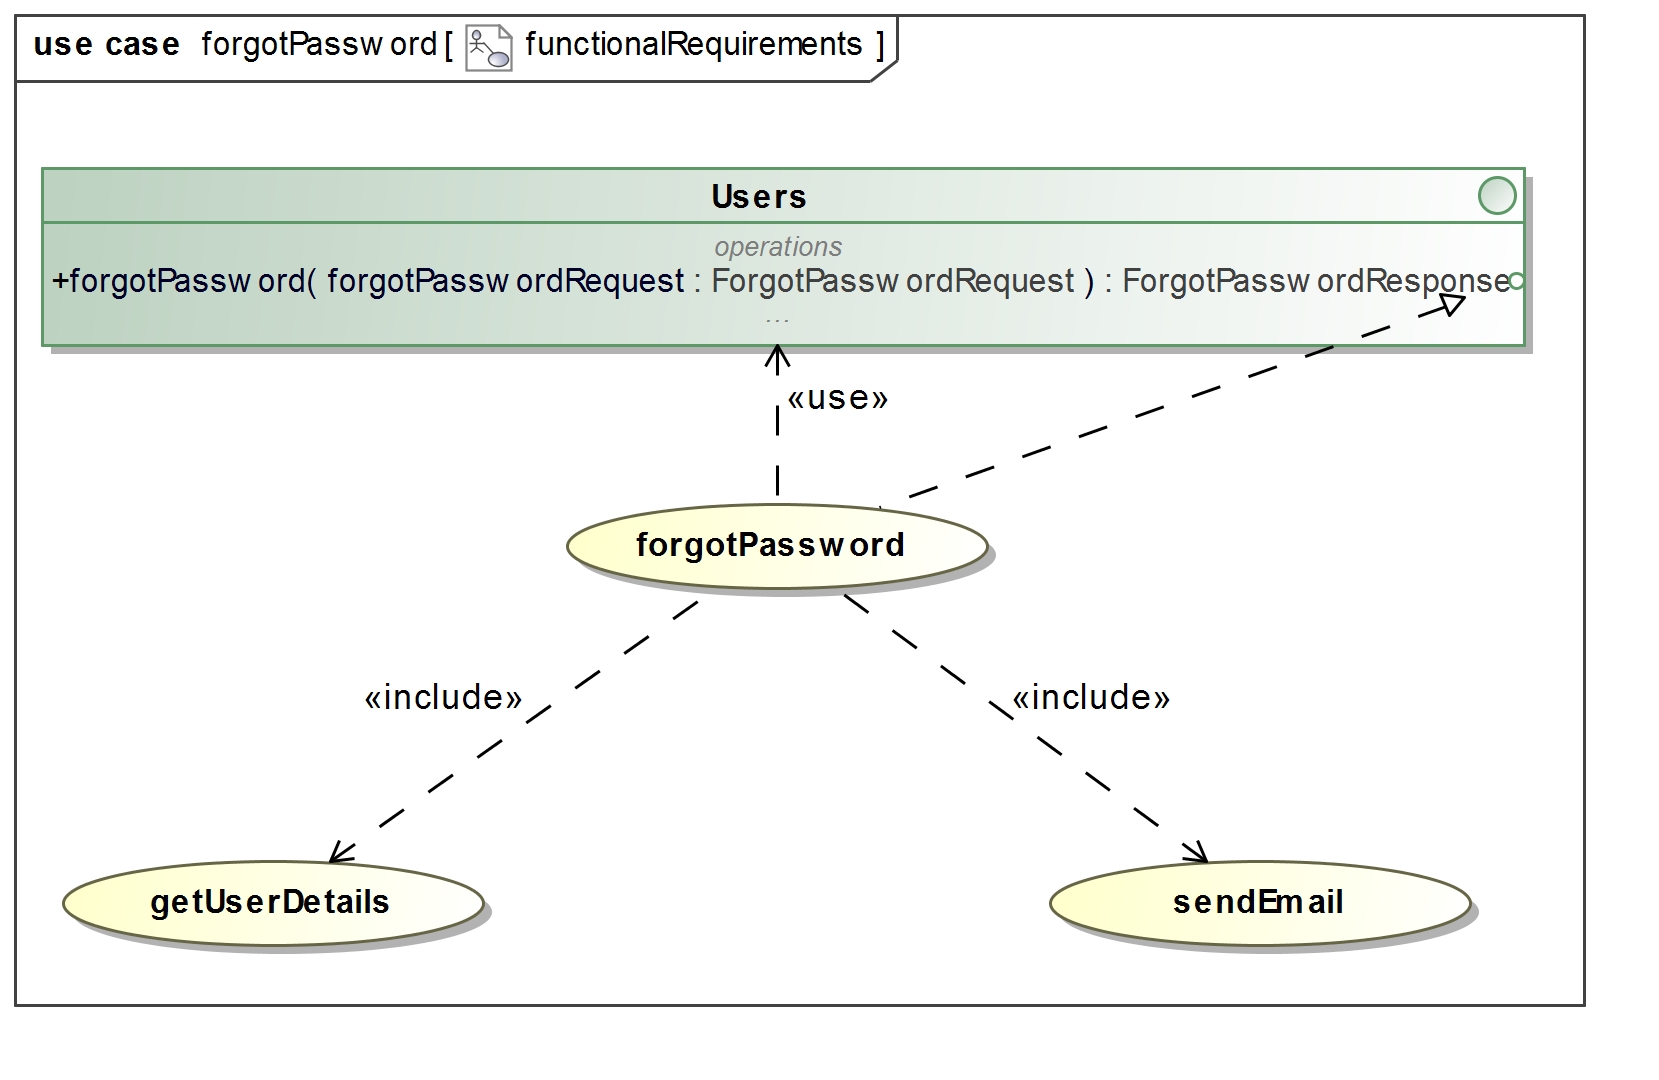 use case forgotPassword[ functionalRequirements ]
Users
operations
+forgotPassword( forgotPasswordRequest : ForgotPasswordRequest ) : ForgotPasswordResponse
...
«use»
forgotPassword
«include» «include»
getUserDetails sendEmail